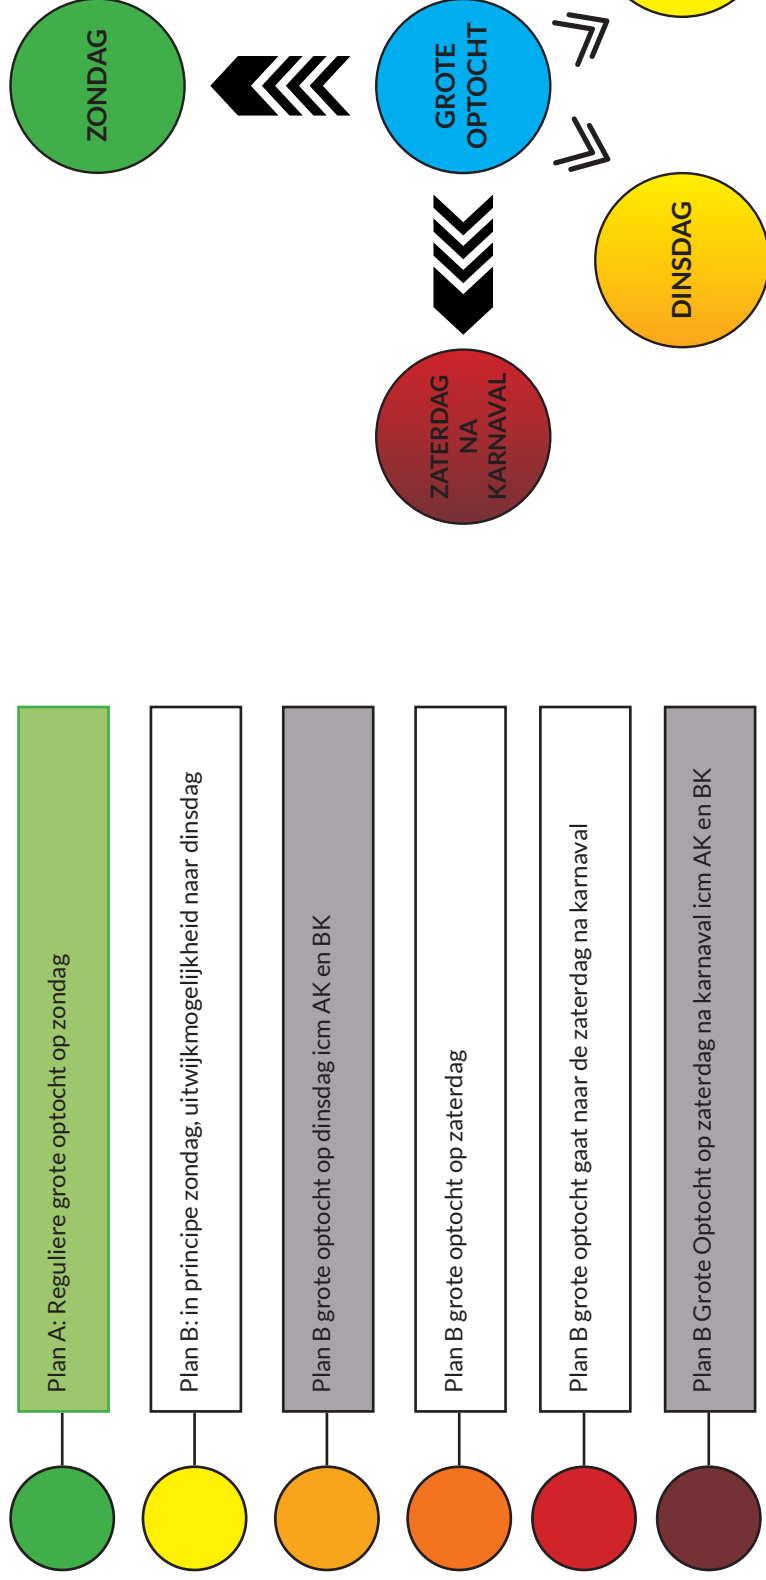 Plan A: Reguliere grote optocht op zondag
Plan B: in principe zondag, uitwijkmogelijkheid naar dinsdag
Plan B grote optocht op dinsdag icm AK en BK
Plan B grote optocht op zaterdag
Plan B grote optocht gaat naar de zaterdag na karnaval
Plan B Grote Optocht op zaterdag na karnaval icm AK en BK
ZONDAG
ZATERDAG
NA
KARNAVAL
GROTE
OPTOCHT
DINSDAG